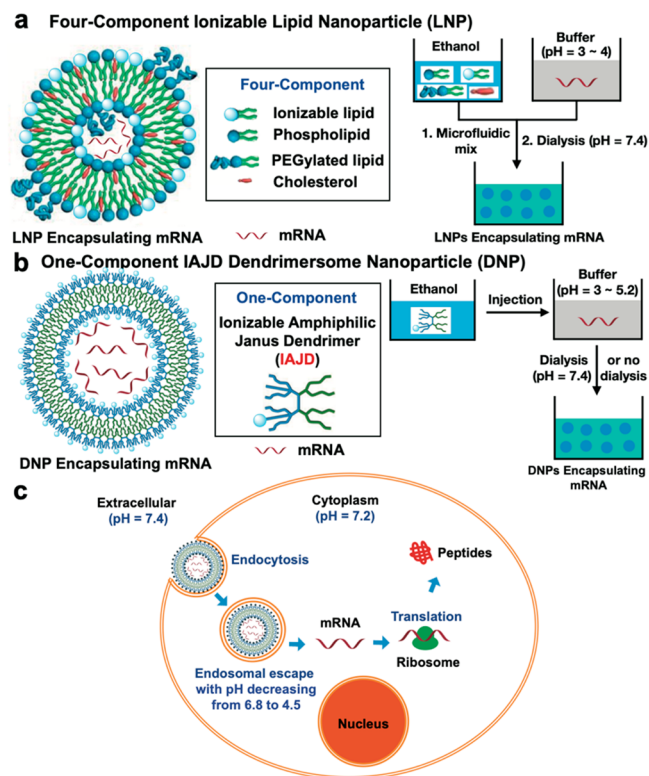 a Four-Component Ionizable Lipid Nanoparticle (LNP)
Four-Component
Ionizable lipid
Phospholipid
PEGylated lipid
Cholesterol
LNP Encapsulating mRNA
mRNA
Ethanol
Buffer
(pH = 3 ~ 4)
1. Microfluidic
mix
2. Dialysis (pH = 7.4)
LNPs Encapsulating mRNA
b One-Component IAJD Dendrimersome Nanoparticle (DNP)
One-Component
Ionizable Amphiphilic
Janus Dendrimer
(IAJD)
DNP Encapsulating mRNA
mRNA
Ethanol
Injection
Buffer
(pH = 3 ~ 5.2)
Dialysis
(pH = 7.4)
or no
dialysis
DNPs Encapsulating
mRNA
c
Extracellular
(pH = 7.4)
Cytoplasm
(pH = 7.2)
Endocytosis
Peptides
mRNA
Translation
Ribosome
Endosomal escape
with pH decreasing
from 6.8 to 4.5
Nucleus